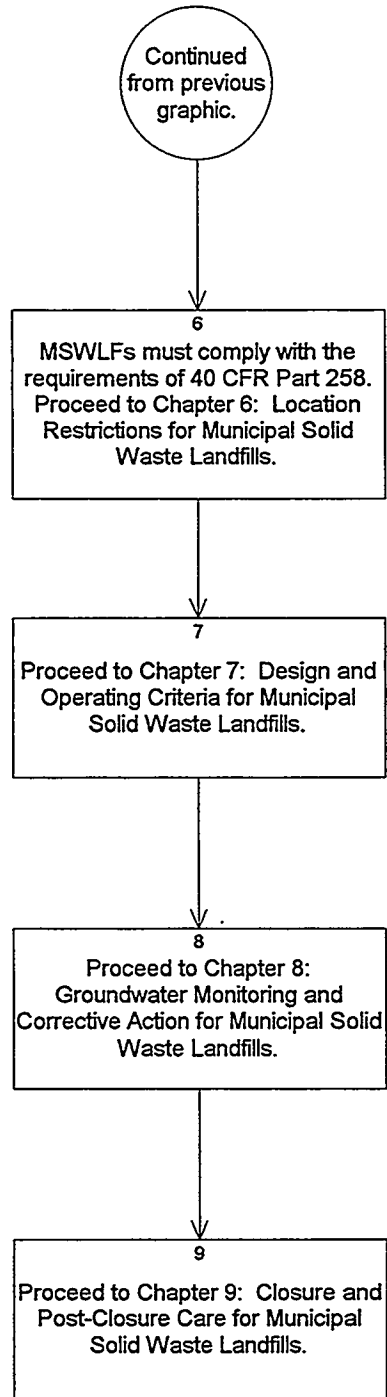 Continued
from previous
graphic.
6
MSWLFs must comply with the
requirements of 40 CFR Part 258.
Proceed to Chapter 6: Location
Restrictions for Municipal Solid
Waste Landfills.
7
Proceed to Chapter 7: Design and
Operating Criteria for Municipal
Solid Waste Landfills.
8
Proceed to Chapter 8:
Groundwater Monitoring and
Corrective Action for Municipal Solid
Waste Landfills.
9
Proceed to Chapter 9: Closure and
Post-Closure Care for Municipal
Solid Waste Landfills.